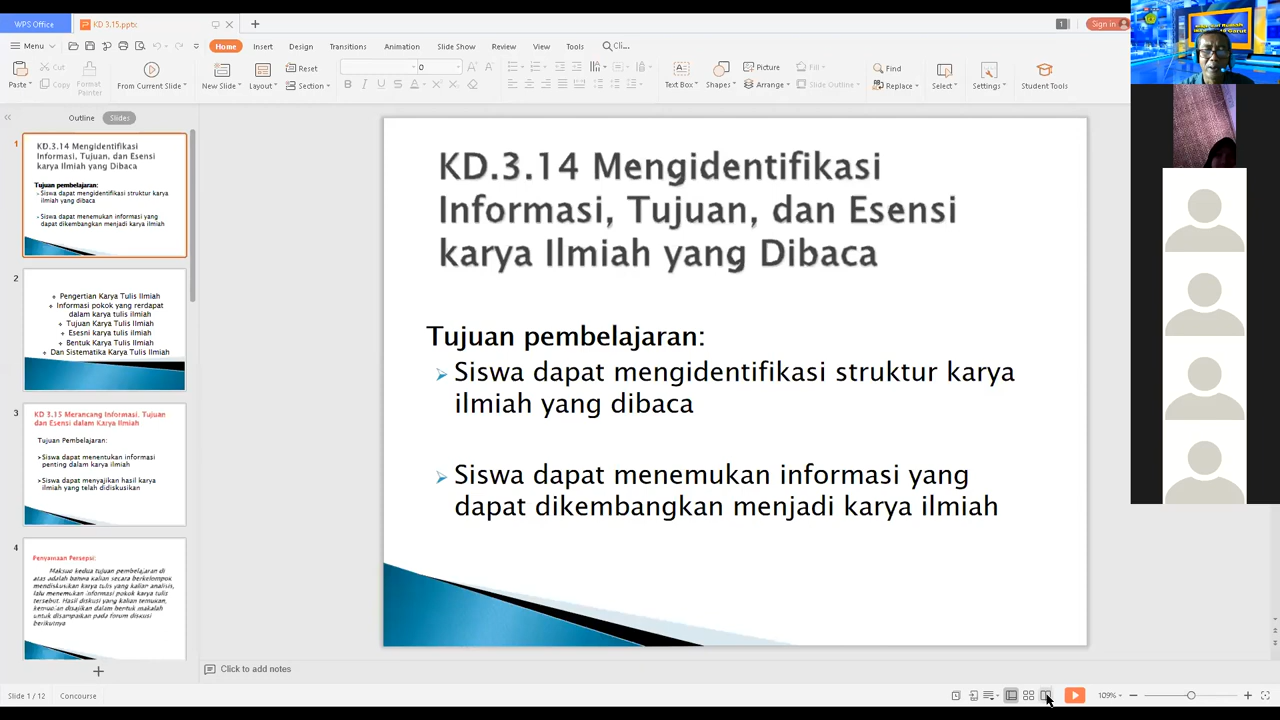 WPS Office
KD 3.15.pptx
1
Sign in
Menu
Home
Insert
Design
Transitions
Animation
Slide Show
Review
View
Tools
Paste
Cut
Copy
Format
Painter
From Current Slide
New Slide
Layout
Reset
Section
0
B I U S A
Text Box
Shapes
Picture
Arrange
Fill
Slide Outline
Find
Replace
Select
Settings
Student Tools
Outline
Slides
1
KD.3.14 Mengidentifikasi
Informasi, Tujuan, dan Esensi
karya Ilmiah yang Dibaca
Tujuan pembelajaran:
Siswa dapat mengidentifikasi struktur karya
ilmiah yang dibaca
Siswa dapat menemukan informasi yang
dapat dikembangkan menjadi karya ilmiah
2
Pengertian Karya Tulis Ilmiah
Informasi pokok yang rerdapat
dalam karya tulis ilmiah
Tujuan Karya Tulis Ilmiah
Esesni karya tulis ilmiah
Bentuk Karya Tulis Ilmiah
Dan Sistematika Karya Tulis Ilmiah
3
KD 3.15 Merancang Informasi, Tujuan
dan Esensi dalam Karya Ilmiah
Tujuan Pembelajaran:
Siswa dapat menentukan informasi
penting dalam karya ilmiah
Siswa dapat menyajikan hasil karya
ilmiah yang telah didiskusikan
4
Penyamaan Persepsi:
Maksud kedua tujuan pembelajaran di
atas adalah bahwa kalian secara berkelompok
mendiskusikan karya tulis yang kalian analisis,
lalu menemukan informasi pokok karya tulis
tersebut. Hasil diskusi yang kalian temukan,
kemudian disajikan dalam bentuk makalah
untuk disampaikan pada forum diskusi
berikutnya
KD.3.14 Mengidentifikasi
Informasi, Tujuan, dan Esensi
karya Ilmiah yang Dibaca
Tujuan pembelajaran:
Siswa dapat mengidentifikasi struktur karya
ilmiah yang dibaca
Siswa dapat menemukan informasi yang
dapat dikembangkan menjadi karya ilmiah
Click to add notes
Slide 1 / 12
Concourse
109%